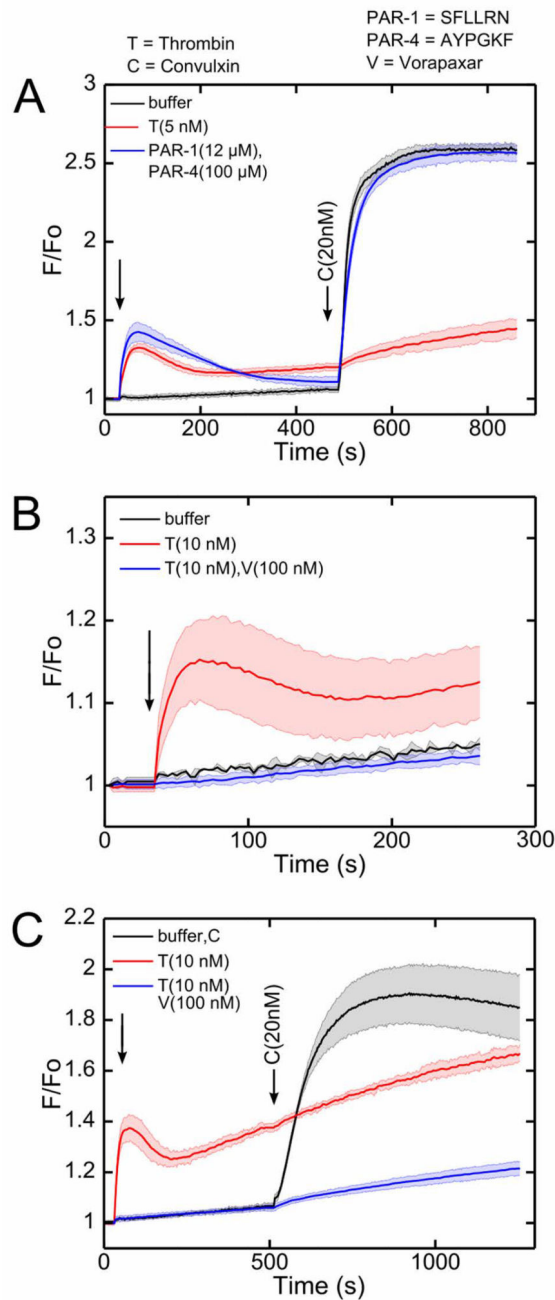 T = Thrombin
C = Convulxin
PAR-1 = SFLLRN
PAR-4 = AYPGKF
V = Vorapaxar
A
buffer
T(5 nM)
PAR-1(12 µM),
PAR-4(100 µM)
C(20nM)
F/Fo
3
2.5
2
1.5
1
0 200 400 600 800
Time (s)
B
buffer
T(10 nM)
T(10 nM),V(100 nM)
F/Fo
1.3
1.2
1.1
1
0 100 200 300
Time (s)
C
buffer,C
T(10 nM)
T(10 nM)
V(100 nM)
C(20nM)
F/Fo
2.2
2
1.8
1.6
1.4
1.2
1
0 500 1000
Time (s)